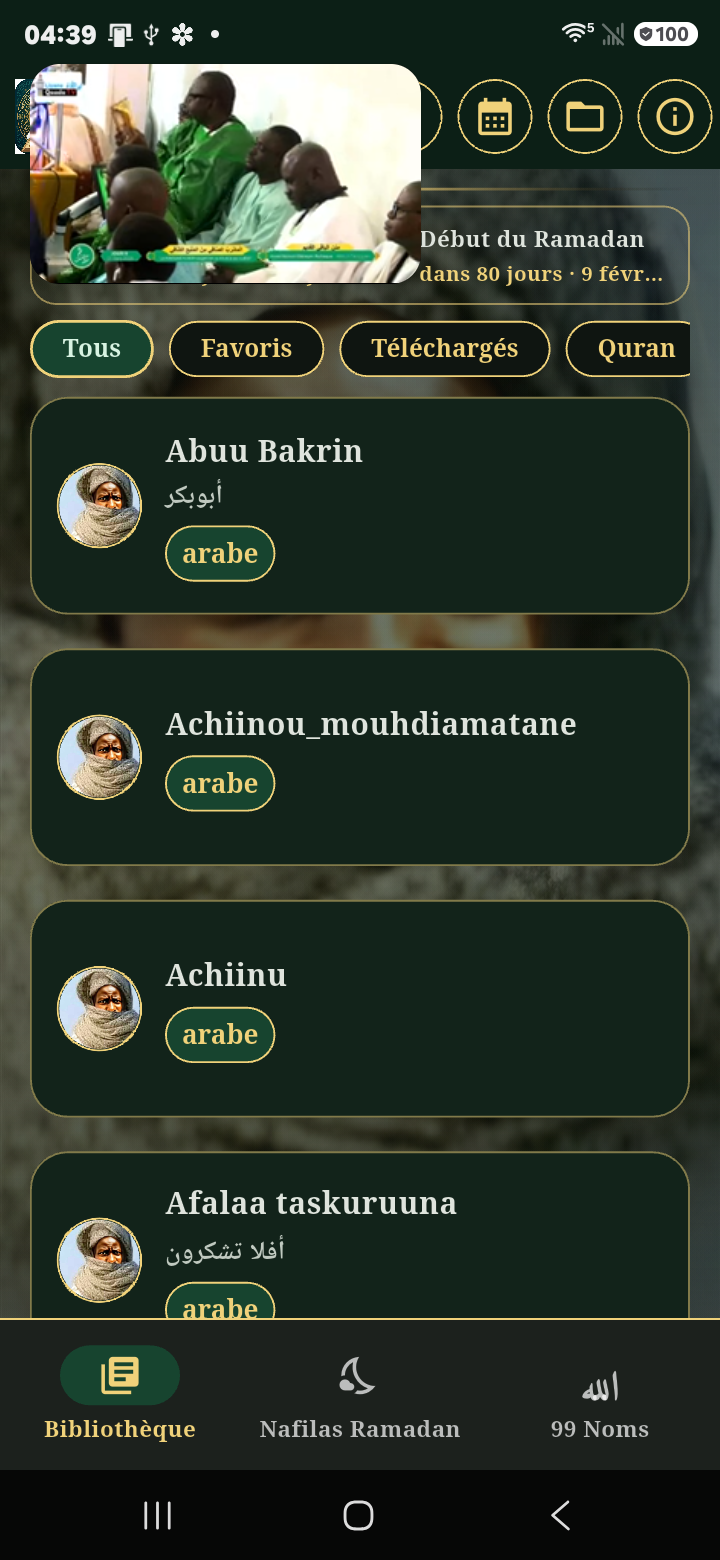 04:39
5
100
Début du Ramadan
dans 80 jours · 9 févr...
Tous
Favoris
Téléchargés
Quran
Abuu Bakrin
أبوبكر
arabe
Achiinou_mouhdiamatane
arabe
Achiinu
arabe
Afalaa taskuruuna
أفلا تشكرون
arabe
Bibliothèque
Nafilas Ramadan
الله
99 Noms